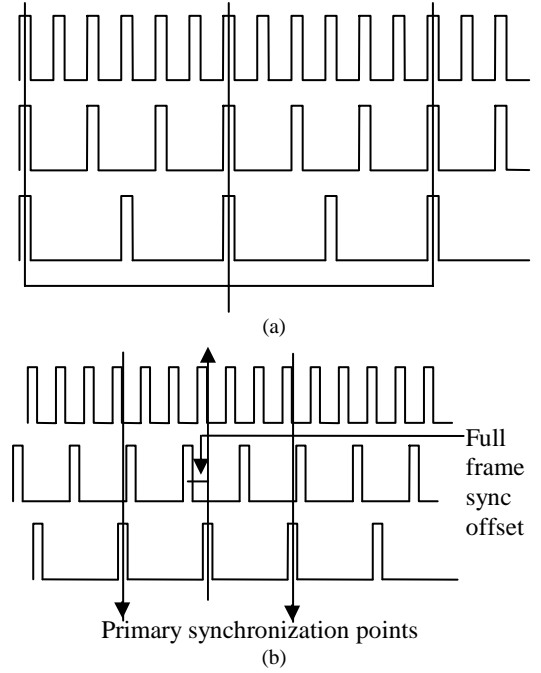 (a)
Full
frame
sync
offset
Primary synchronization points
(b)